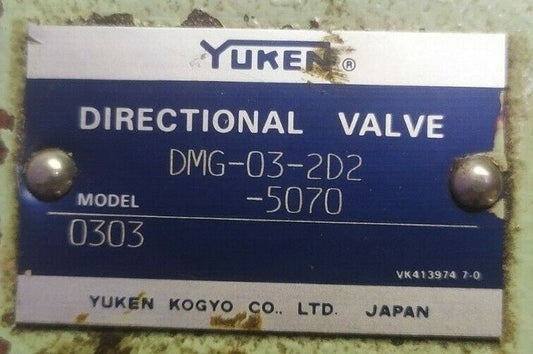 YUKEN®
DIRECTIONAL VALVE
DMG-03-2D2
MODEL -5070
0303
VK413974 7-0
YUKEN KOGYO CO., LTD. JAPAN